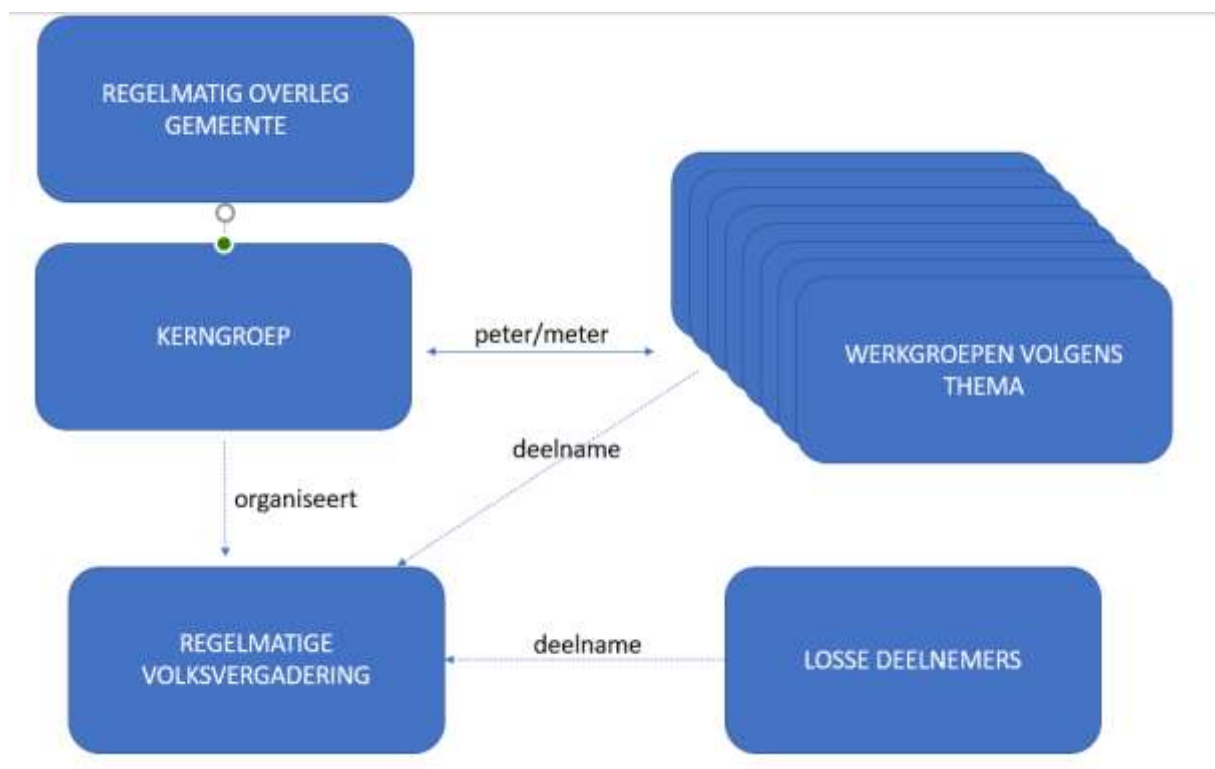 REGELMATIG OVERLEG
GEMEENTE
KERNGROEP
peter/meter
WERKGROEPEN VOLGENS
THEMA
deelname
organiseert
REGELMATIGE
VOLKSVERGADERING
deelname
LOSSE DEELNEMERS